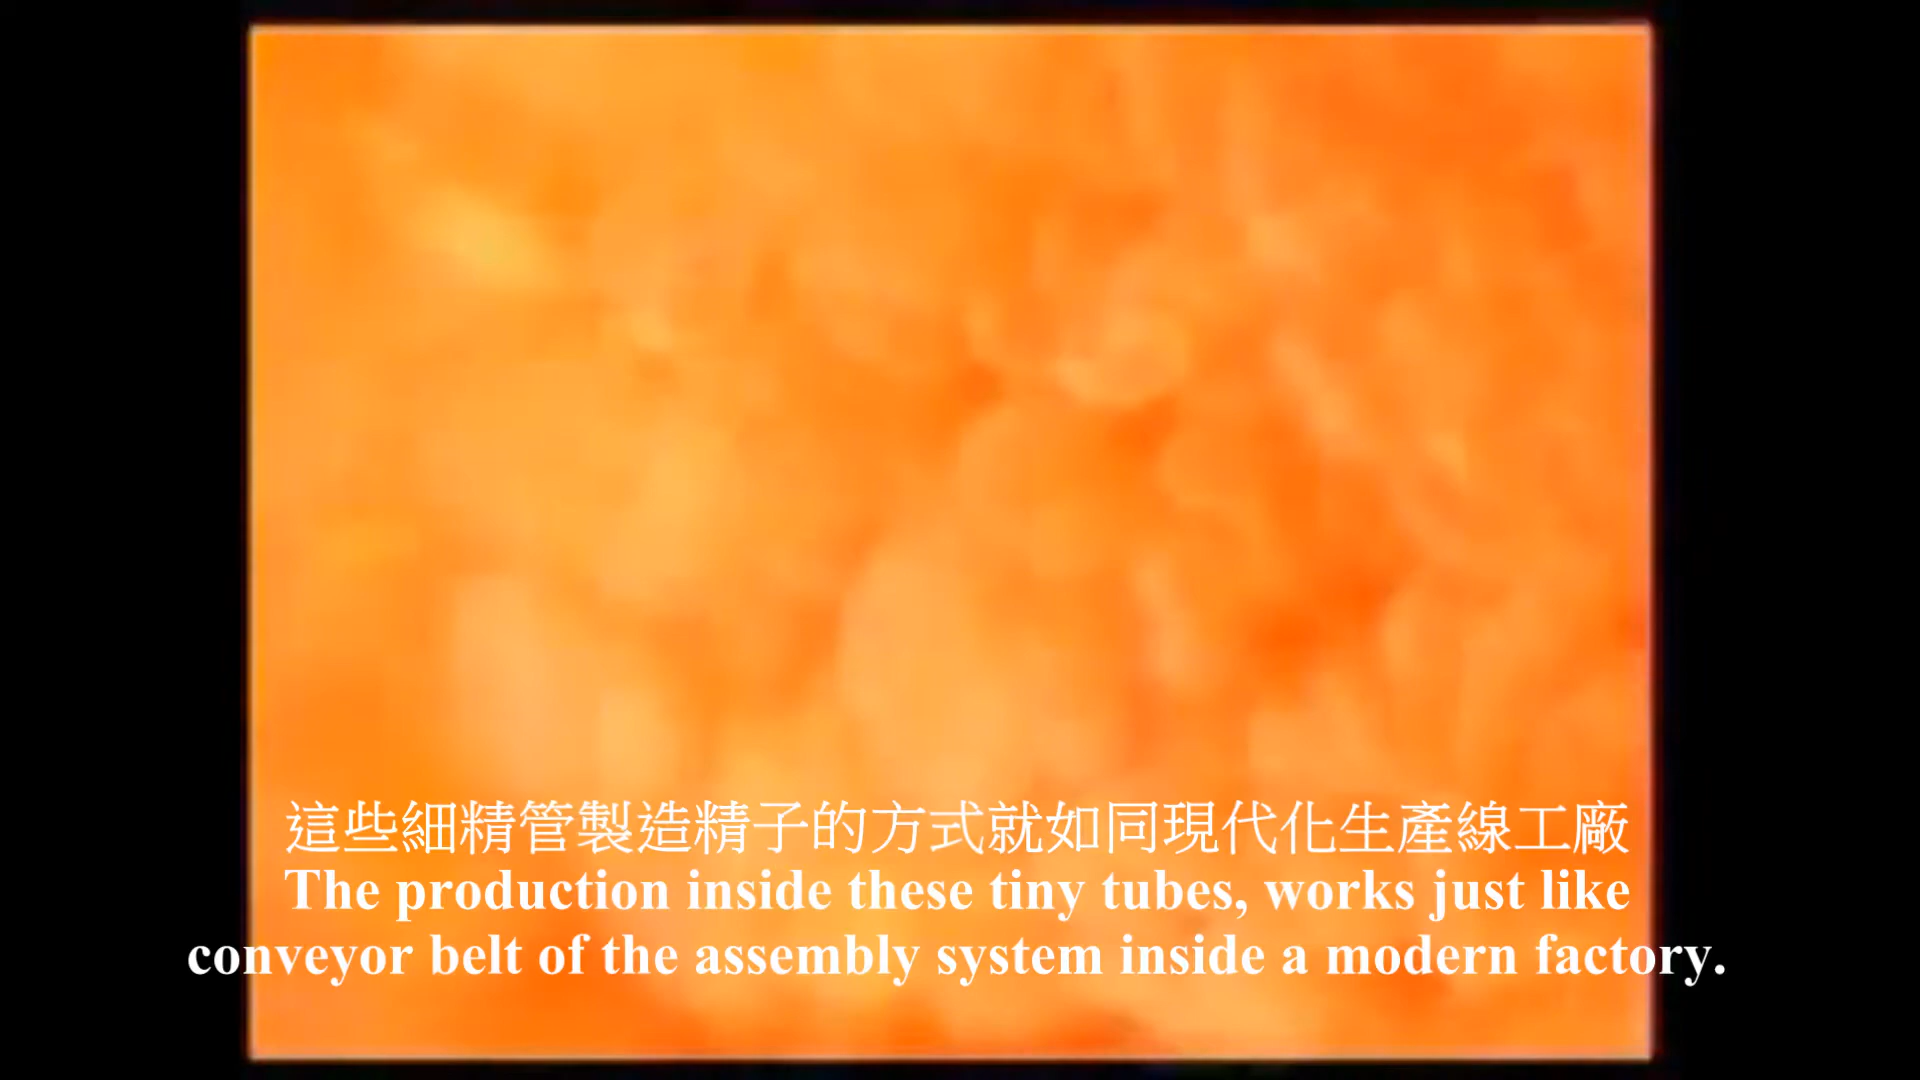 這些細精管製造精子的方式就如同現代化生產線工廠
The production inside these tiny tubes, works just like
conveyor belt of the assembly system inside a modern factory.